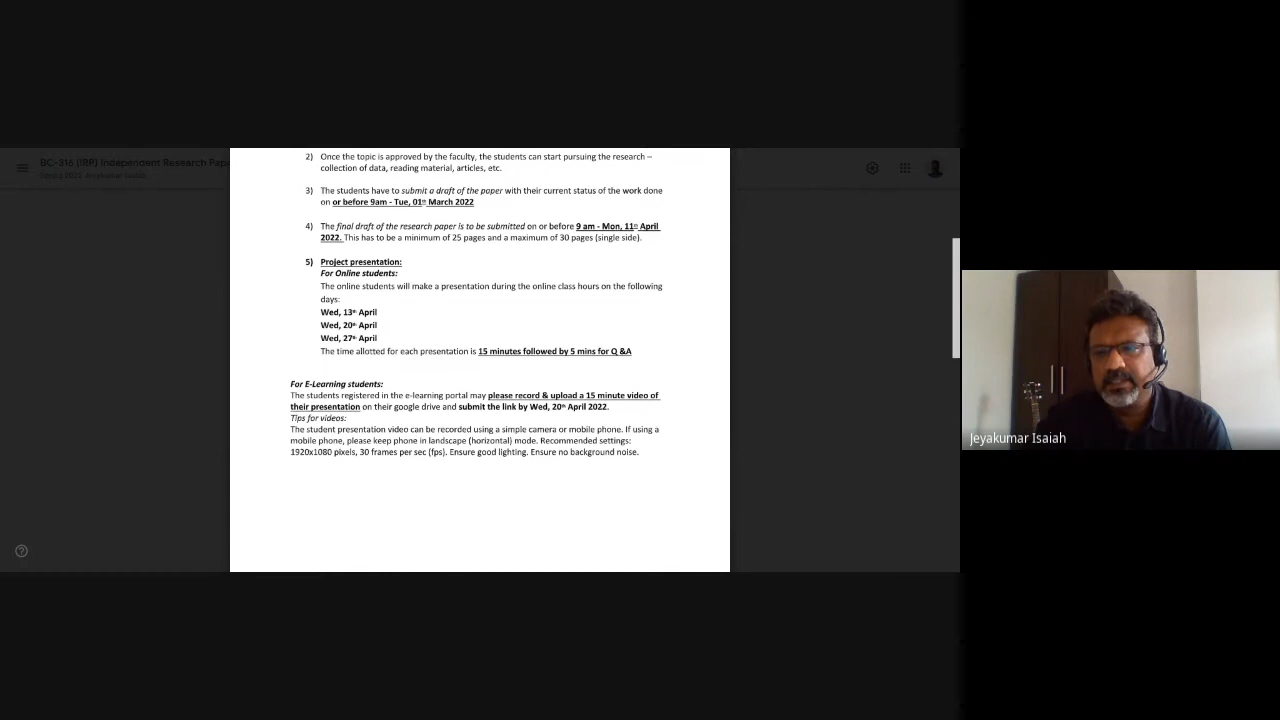 BC-316 (IRP) Independent Research Pape
Spring 2022 Jeyakumar Isaiah
2) Once the topic is approved by the faculty, the students can start pursuing the research –
collection of data, reading material, articles, etc.
3) The students have to submit a draft of the paper with their current status of the work done
on or before 9am - Tue, 01st March 2022
4) The final draft of the research paper is to be submitted on or before 9 am - Mon, 11th April
2022. This has to be a minimum of 25 pages and a maximum of 30 pages (single side).
5) Project presentation:
For Online students:
The online students will make a presentation during the online class hours on the following
days:
Wed, 13th April
Wed, 20th April
Wed, 27th April
The time allotted for each presentation is 15 minutes followed by 5 mins for Q &A
For E-Learning students:
The students registered in the e-learning portal may please record & upload a 15 minute video of
their presentation on their google drive and submit the link by Wed, 20th April 2022.
Tips for videos:
The student presentation video can be recorded using a simple camera or mobile phone. If using a
mobile phone, please keep phone in landscape (horizontal) mode. Recommended settings:
1920x1080 pixels, 30 frames per sec (fps). Ensure good lighting. Ensure no background noise.
Jeyakumar Isaiah